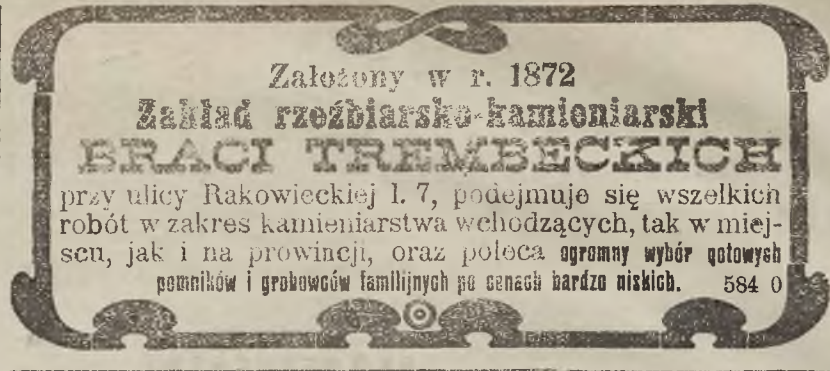 Założony w r. 1872
Zakład rzeźbiarsko-kamieniarski
BRACI TREMBECKICH
przy ulicy Rakowieckiej l. 7, podejmuje się wszelkich
robót w zakres kamieniarstwa wchodzących, tak w miej-
scu, jak i na prowincji, oraz poleca ogromny wybór gotowych
pomników i grobowców familijnych po cenach bardzo niskich. 584 0